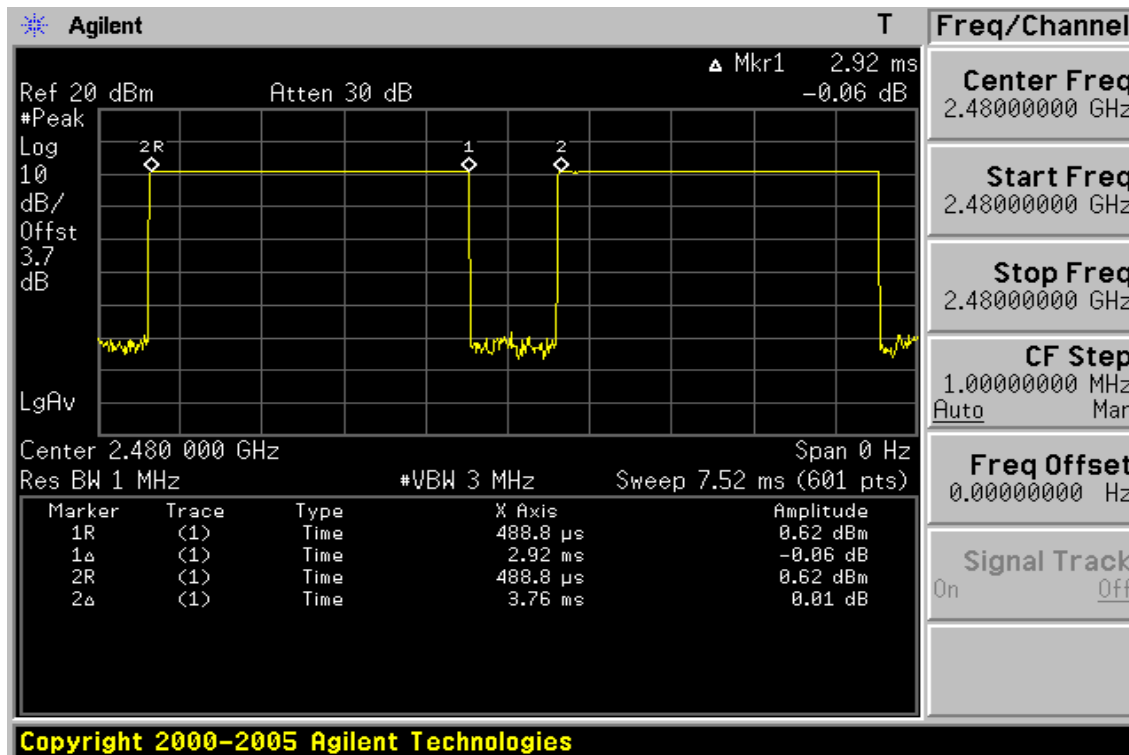 Agilent
T
Freq/Channel
Δ Mkr1 2.92 ms
Ref 20 dBm Atten 30 dB -0.06 dB
#Peak
Log
10
dB/
Offst
3.7
dB
2R
1
2
LgAv
Center 2.480 000 GHz Span 0 Hz
Res BW 1 MHz #VBW 3 MHz Sweep 7.52 ms (601 pts)
Marker Trace Type X Axis Amplitude
1R (1) Time 488.8 µs 0.62 dBm
1Δ (1) Time 2.92 ms -0.06 dB
2R (1) Time 488.8 µs 0.62 dBm
2Δ (1) Time 3.76 ms 0.01 dB
Center Freq
2.48000000 GHz
Start Freq
2.48000000 GHz
Stop Freq
2.48000000 GHz
CF Step
1.00000000 MHz
Auto Man
Freq Offset
0.00000000 Hz
Signal Track
On Off
Copyright 2000-2005 Agilent Technologies